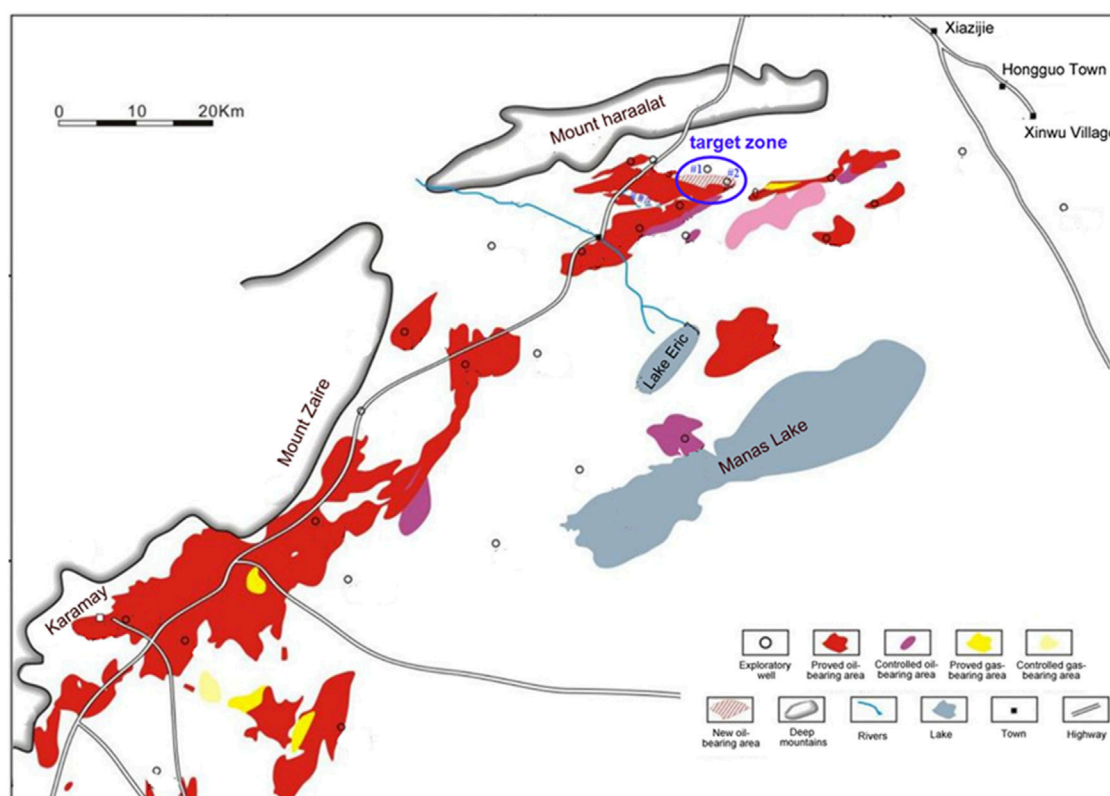 Xiazijie
Hongguo Town
Xinwu Village
0 10 20Km
Mount haraalat
target zone
#1
#2
Mount Zaire
Lake Eric
Manas Lake
Karamay
Exploratory
well
Proved oil-
bearing area
Controlled oil-
bearing area
Proved gas-
bearing area
Controlled gas-
bearing area
New oil-
bearing area
Deep
mountains
Rivers
Lake
Town
Highway